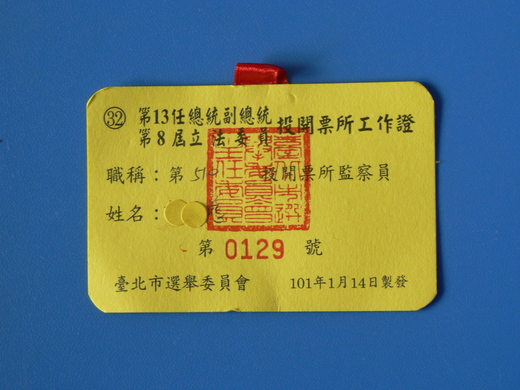 ㉜ 第13任總統副總統
第8屆立法委員 投開票所工作證
職稱：第 投開票所監察員
姓名：
第 0129 號
臺北市選舉委員會 101年1月14日製發